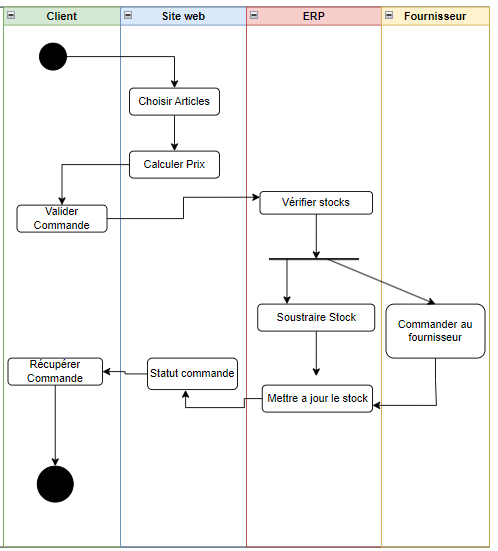 Client
Site web
ERP
Fournisseur
Choisir Articles
Calculer Prix
Valider
Commande
Vérifier stocks
Soustraire Stock
Commander au
fournisseur
Récupérer
Commande
Statut commande
Mettre a jour le stock